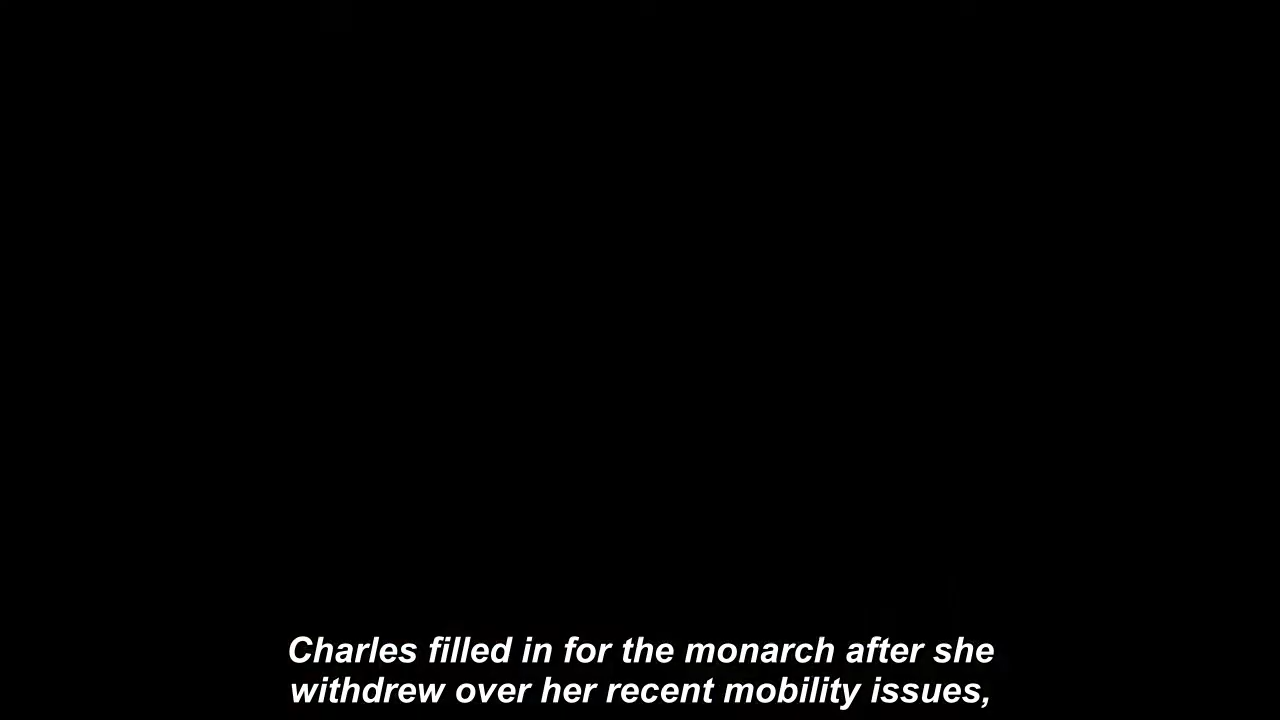 Charles filled in for the monarch after she
withdrew over her recent mobility issues,